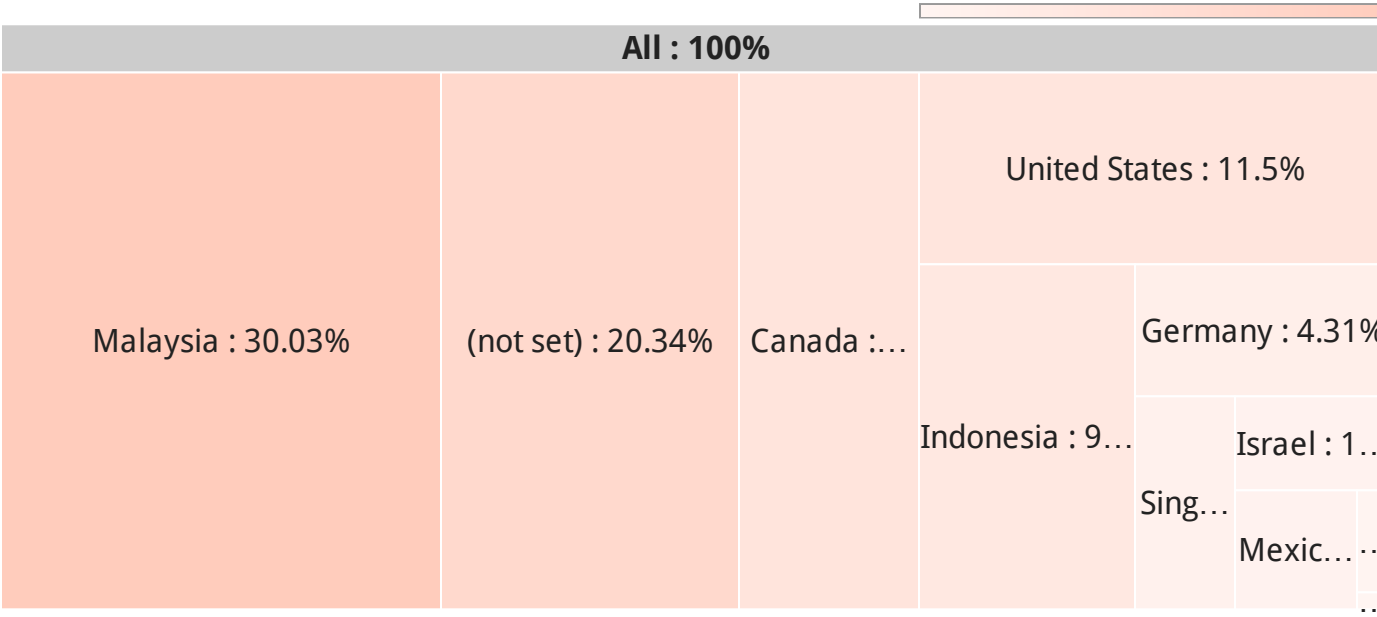 All : 100%
Malaysia : 30.03%
(not set) : 20.34%
Canada :...
United States : 11.5%
Indonesia : 9...
Germany : 4.31%
Sing...
Israel : 1..
Mexic...
..
..